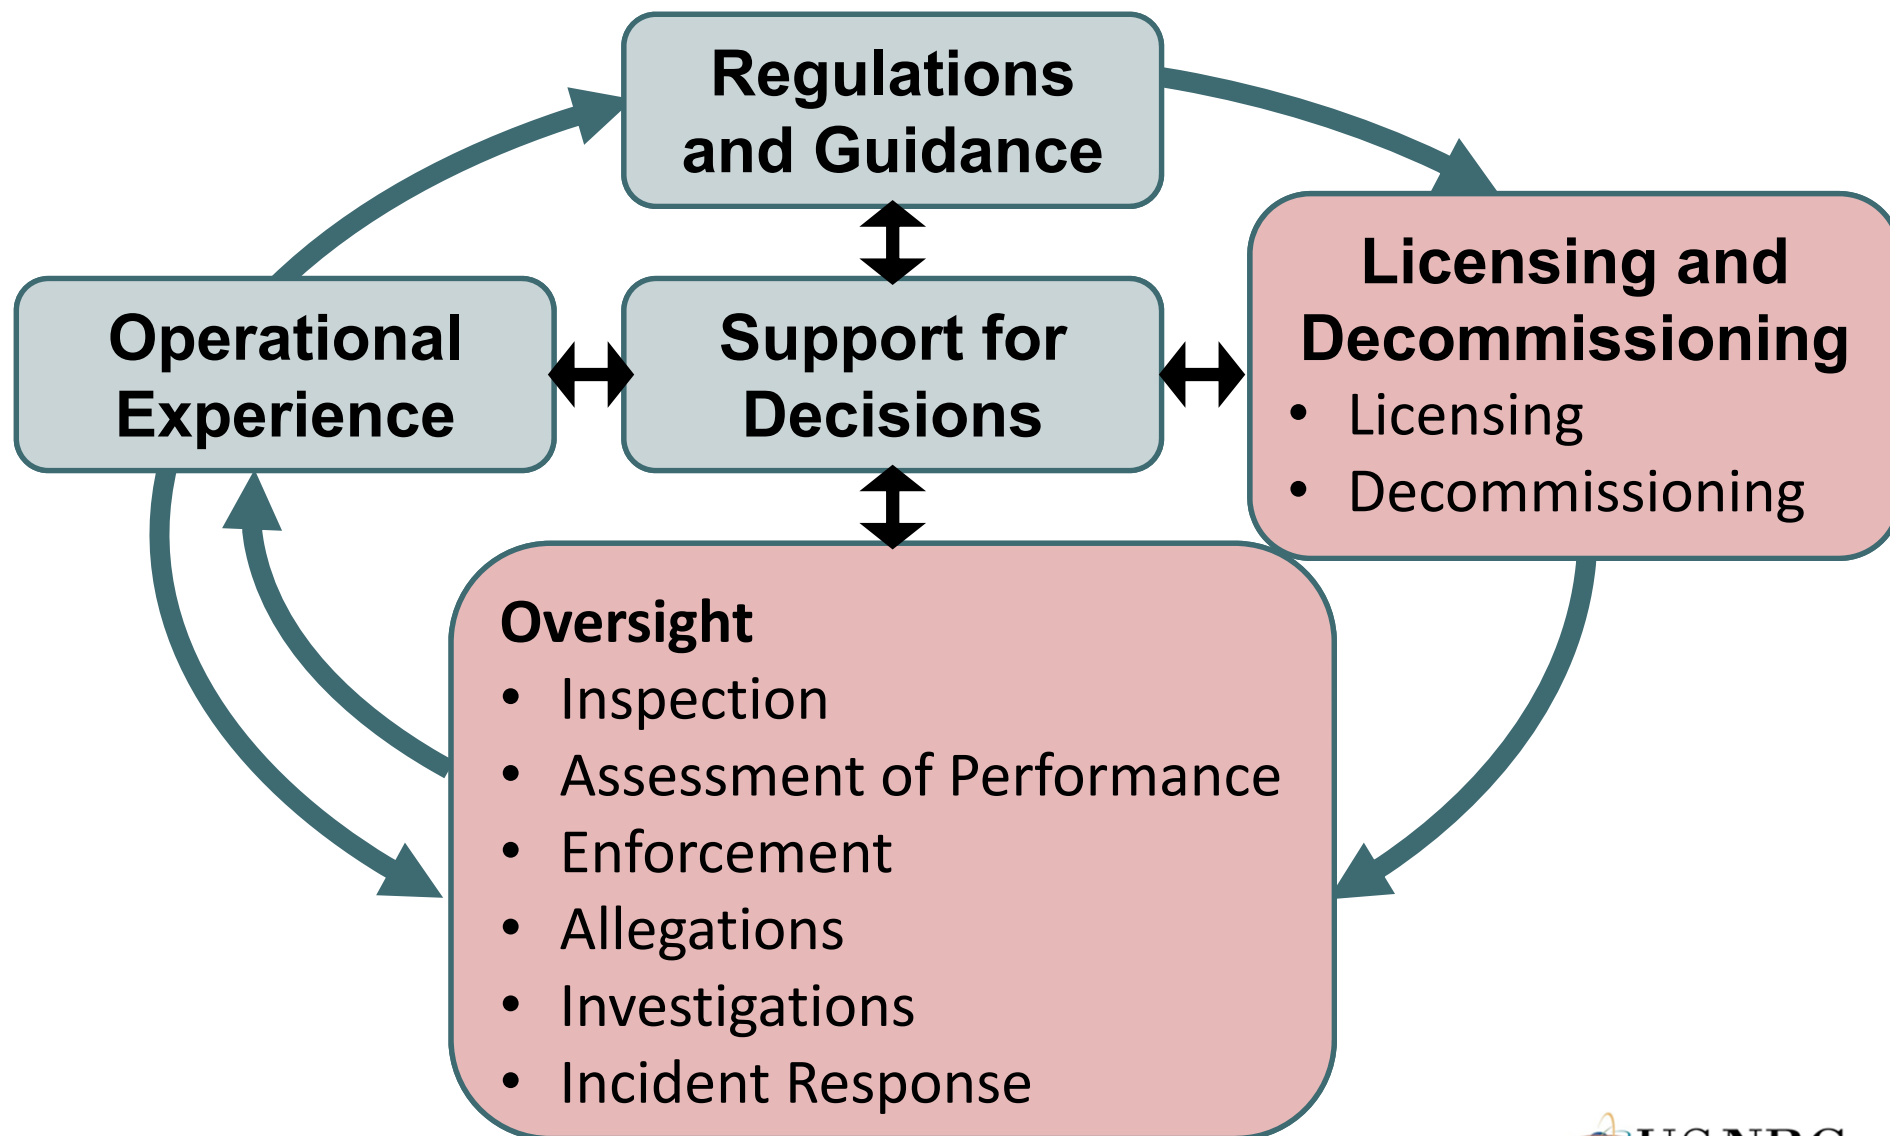 Regulations
and Guidance
Operational
Experience
Support for
Decisions
Licensing and
Decommissioning
• Licensing
• Decommissioning
Oversight
• Inspection
• Assessment of Performance
• Enforcement
• Allegations
• Investigations
• Incident Response
U.S.NRC